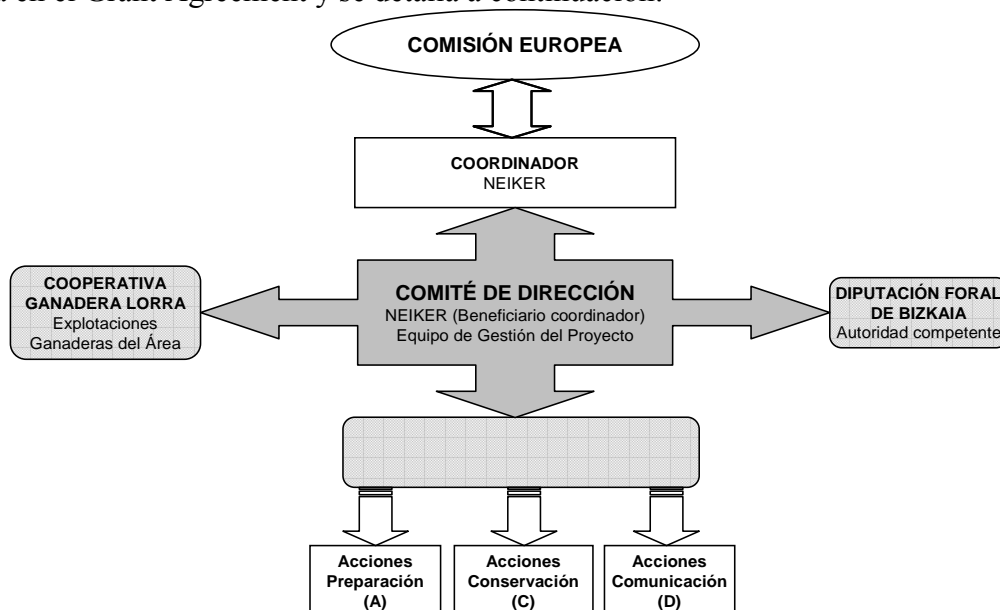 en el Grant Agreement y se detalla a continuación.
COMISIÓN EUROPEA
COORDINADOR
NEIKER
COOPERATIVA
GANADERA LORRA
Explotaciones
Ganaderas del Área
COMITÉ DE DIRECCIÓN
NEIKER (Beneficiario coordinador)
Equipo de Gestión del Proyecto
DIPUTACIÓN FORAL
DE BIZKAIA
Autoridad competente
Acciones
Preparación
(A)
Acciones
Conservación
(C)
Acciones
Comunicación
(D)